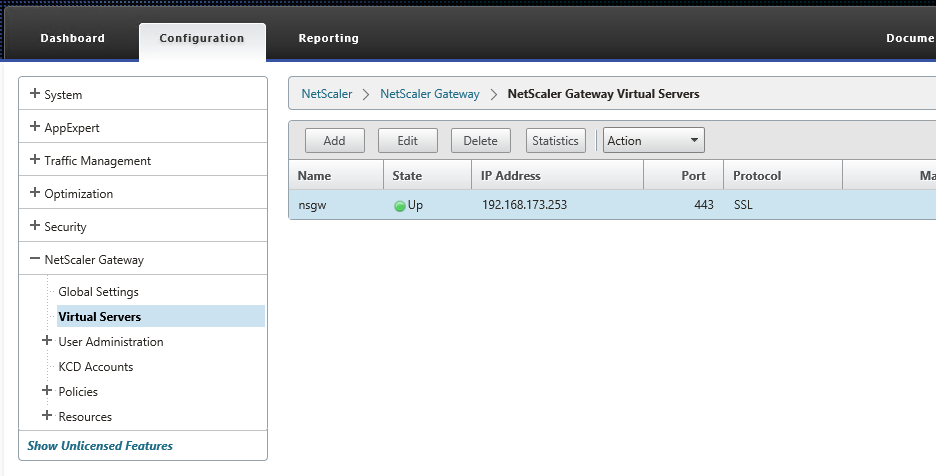 Dashboard Configuration Reporting Docume
System
AppExpert
Traffic Management
Optimization
Security
NetScaler Gateway
Global Settings
Virtual Servers
User Administration
KCD Accounts
Policies
Resources
Show Unlicensed Features
NetScaler > NetScaler Gateway > NetScaler Gateway Virtual Servers
Add Edit Delete Statistics Action
Name State IP Address Port Protocol Ma
nsgw Up 192.168.173.253 443 SSL